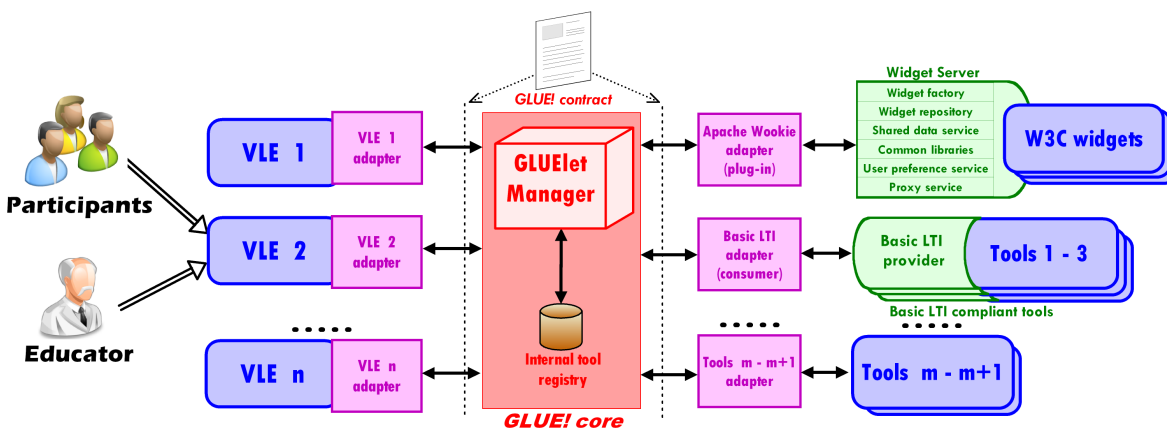 Participants
Educator
VLE 1
VLE 1
adapter
VLE 2
VLE 2
adapter
VLE n
VLE n
adapter
GLUE! contract
GLUElet
Manager
Internal tool
registry
GLUE! core
Apache Wookie
adapter
(plug-in)
Basic LTI
adapter
(consumer)
Tools m - m+1
adapter
Widget Server
Widget factory
Widget repository
Shared data service
Common libraries
User preference service
Proxy service
W3C widgets
Basic LTI
provider
Tools 1 - 3
Basic LTI compliant tools
Tools m - m+1